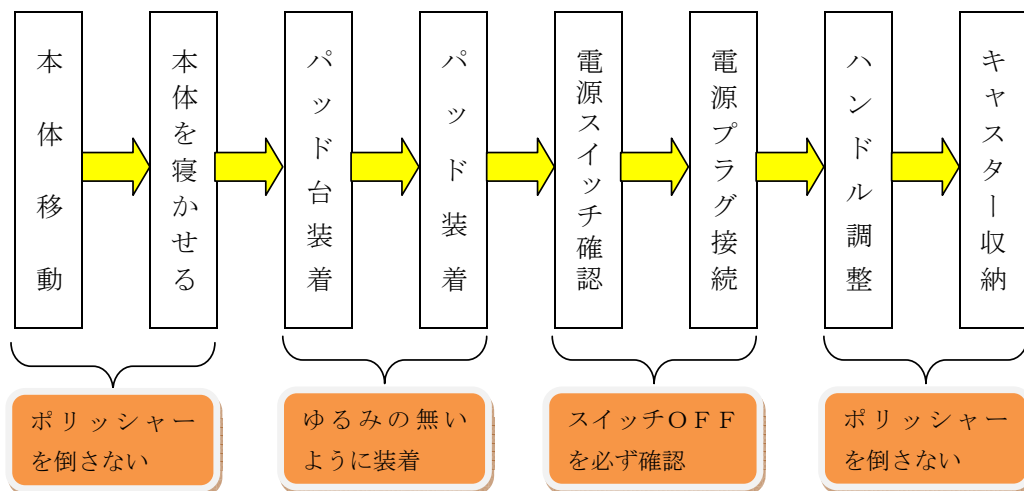 本体移動
本体を寝かせる
パッド台装着
パッド装着
電源スイッチ確認
電源プラグ接続
ハンドル調整
キャスター収納
ポリッシャー
を倒さない
ゆるみの無い
ように装着
スイッチOFF
を必ず確認
ポリッシャー
を倒さない